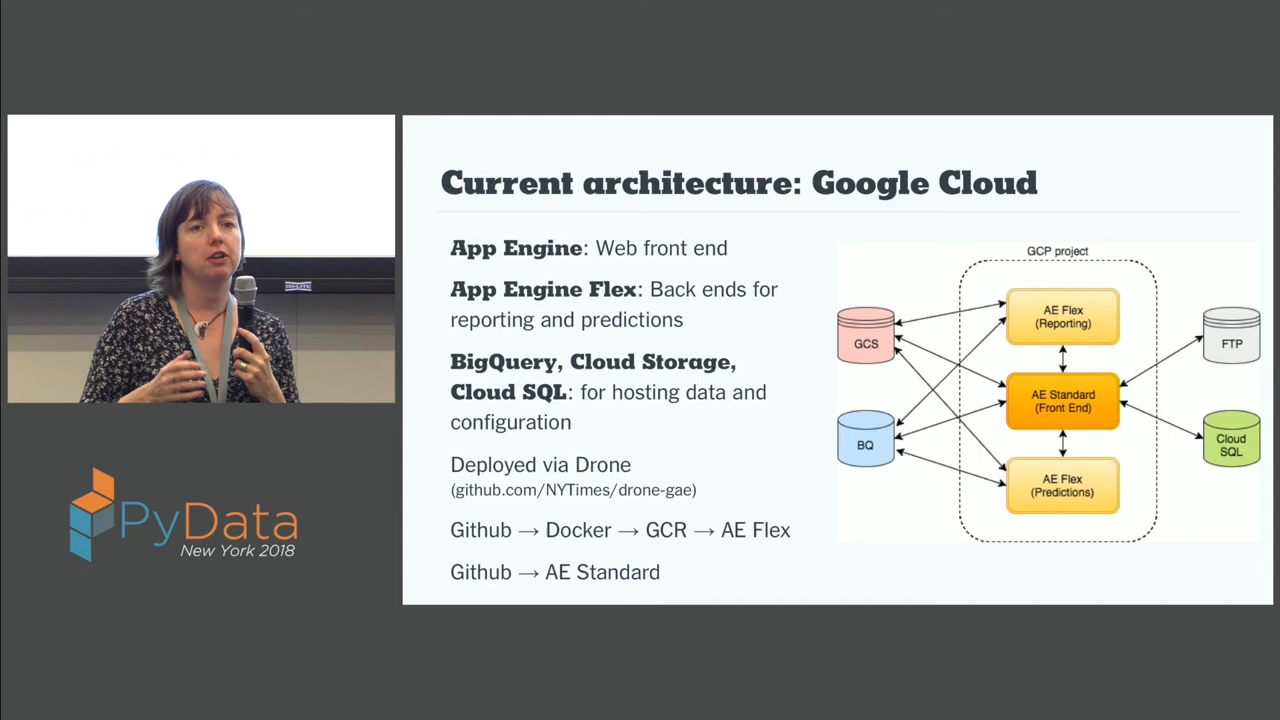 Current architecture: Google Cloud
App Engine: Web front end
App Engine Flex: Back ends for
reporting and predictions
BigQuery, Cloud Storage,
Cloud SQL: for hosting data and
configuration
Deployed via Drone
(github.com/NYTimes/drone-gae)
Github → Docker → GCR → AE Flex
Github → AE Standard
GCP project
AE Flex
(Reporting)
GCS
FTP
AE Standard
(Front End)
BQ
Cloud
SQL
AE Flex
(Predictions)
DA-LITE
PyData
New York 2018